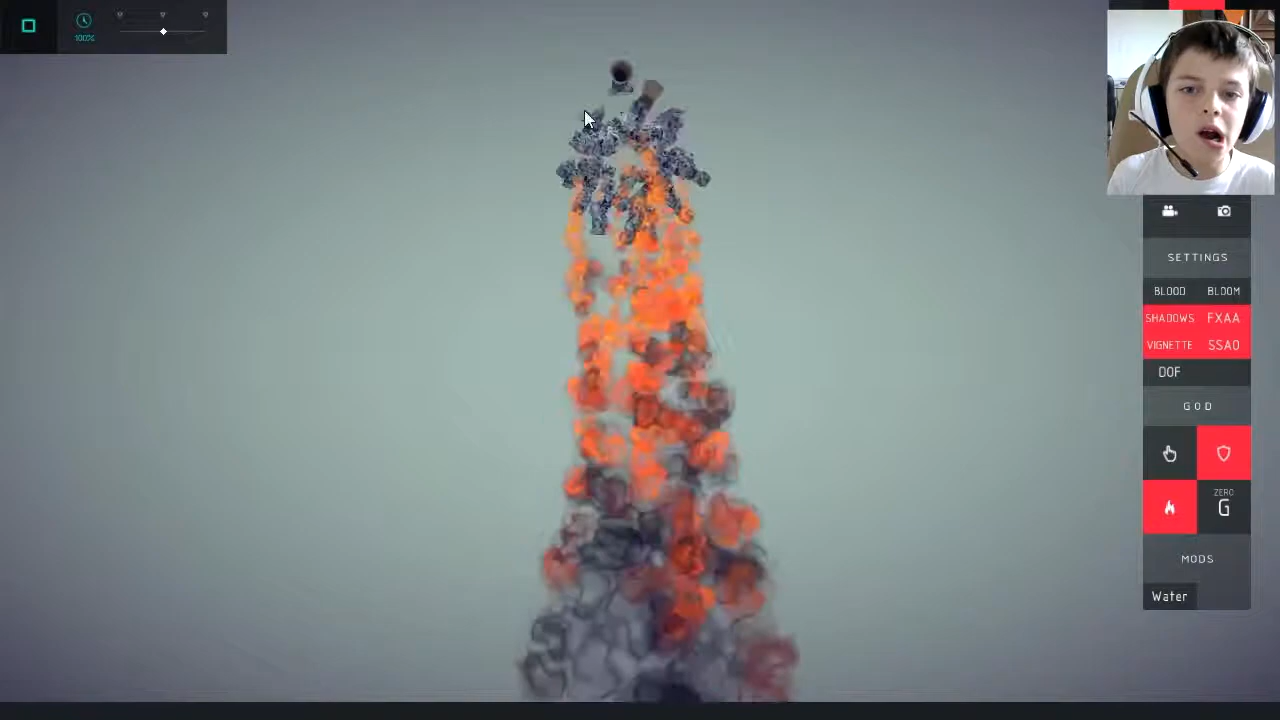 100%
SETTINGS
BLOOD BLOOM
SHADOWS FXAA
VIGNETTE SSAO
DOF
GOD
ZERO
G
MODS
Water